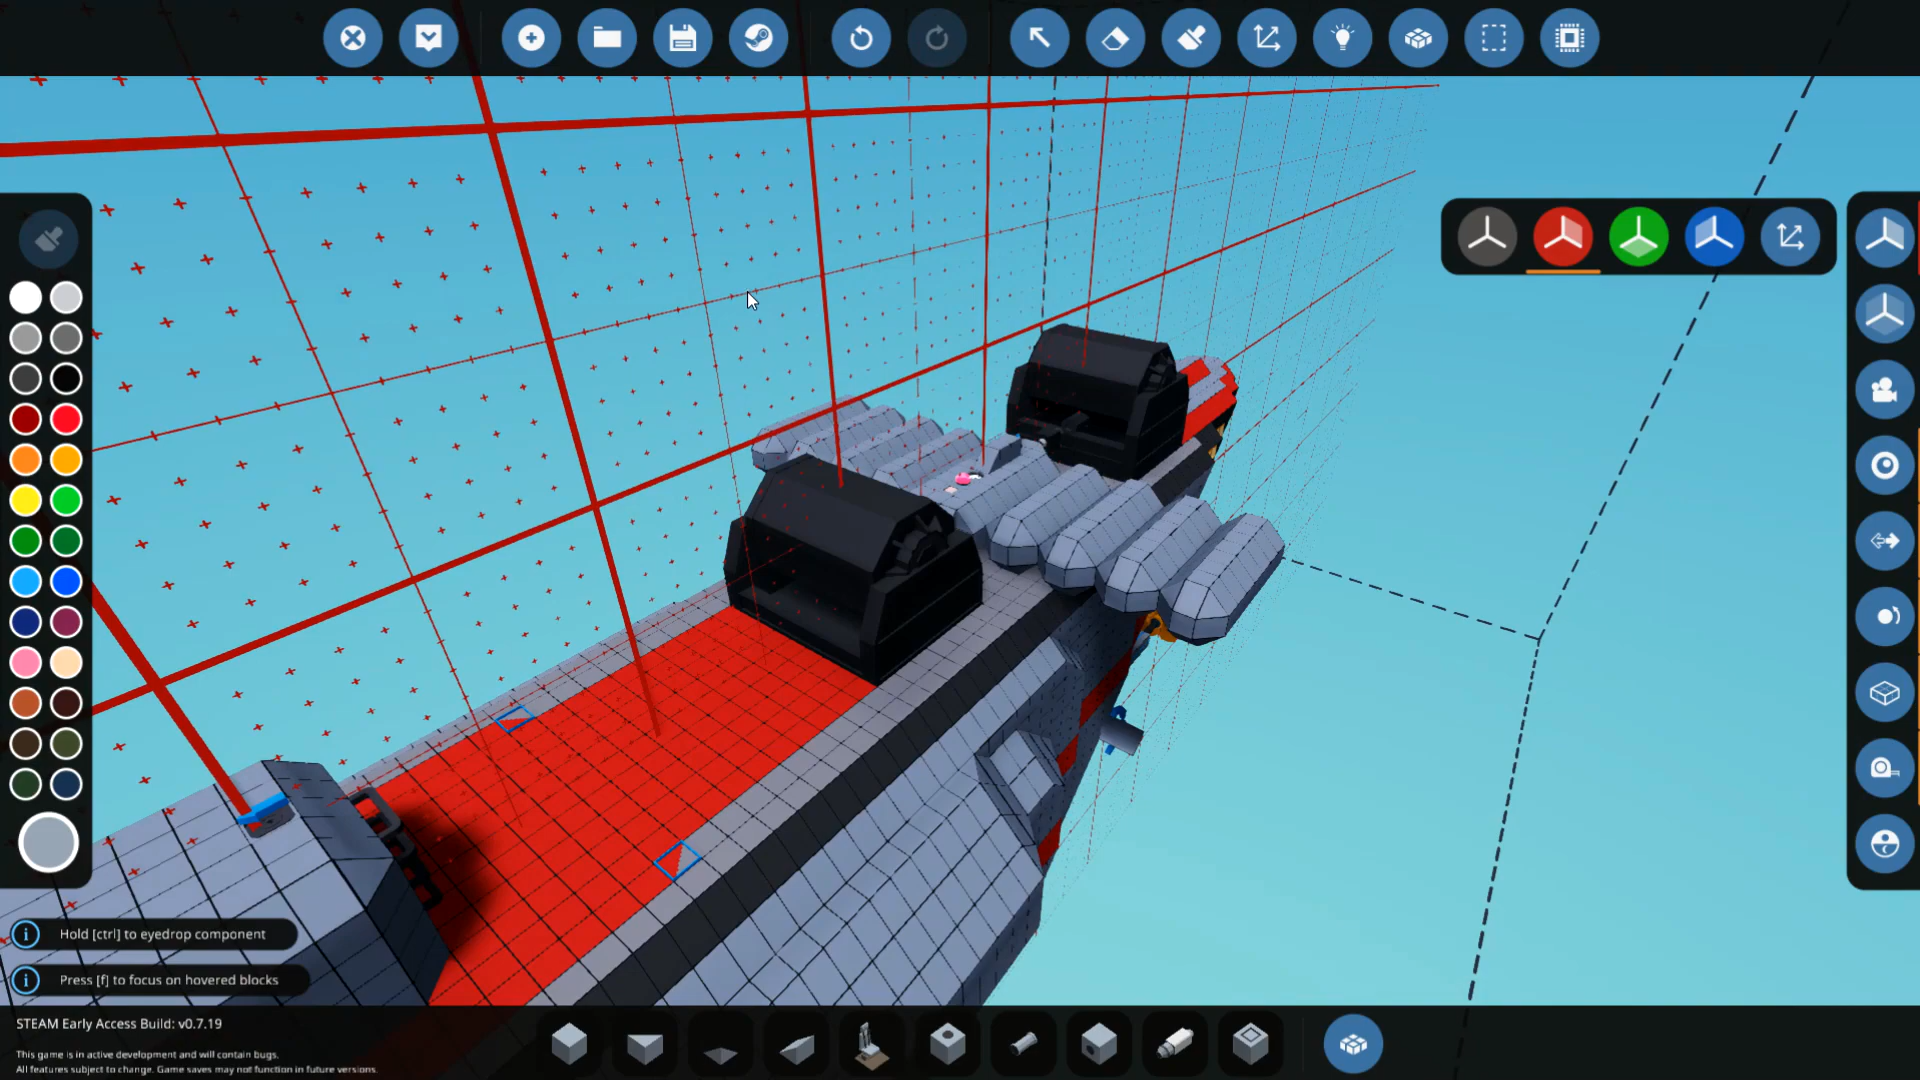 Hold [ctrl] to eyedrop component
Press [f] to focus on hovered blocks
STEAM Early Access Build: v0.7.19
This game is in active development and will contain bugs.
All features subject to change. Game saves may not function in future versions.